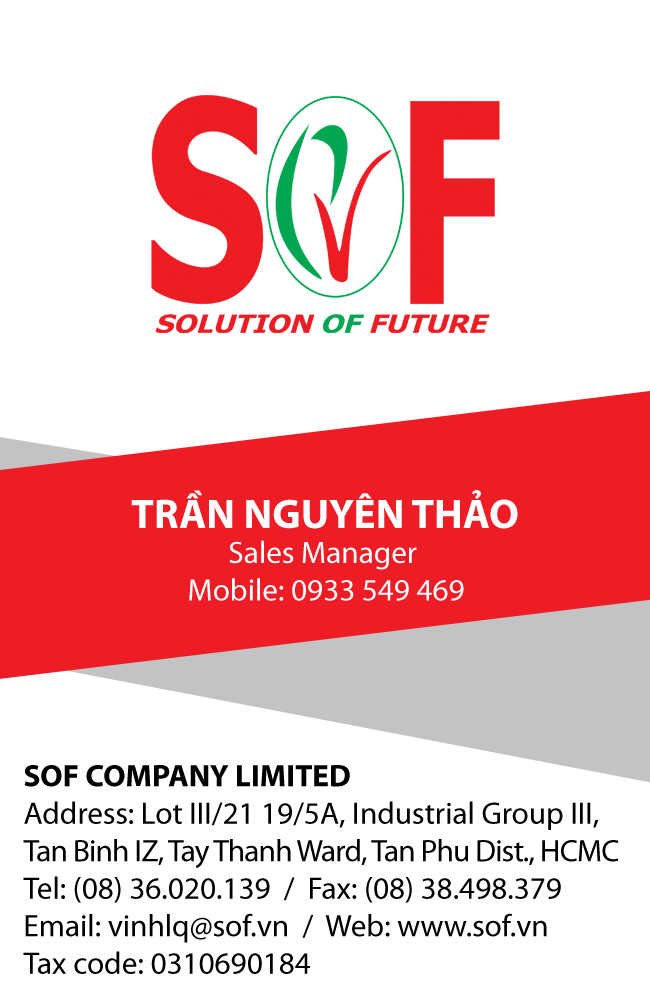 SOF
SOLUTION OF FUTURE
TRẦN NGUYÊN THẢO
Sales Manager
Mobile: 0933 549 469
SOF COMPANY LIMITED
Address: Lot III/21 19/5A, Industrial Group III,
Tan Binh IZ, Tay Thanh Ward, Tan Phu Dist., HCMC
Tel: (08) 36.020.139 / Fax: (08) 38.498.379
Email: vinhlq@sof.vn / Web: www.sof.vn
Tax code: 0310690184